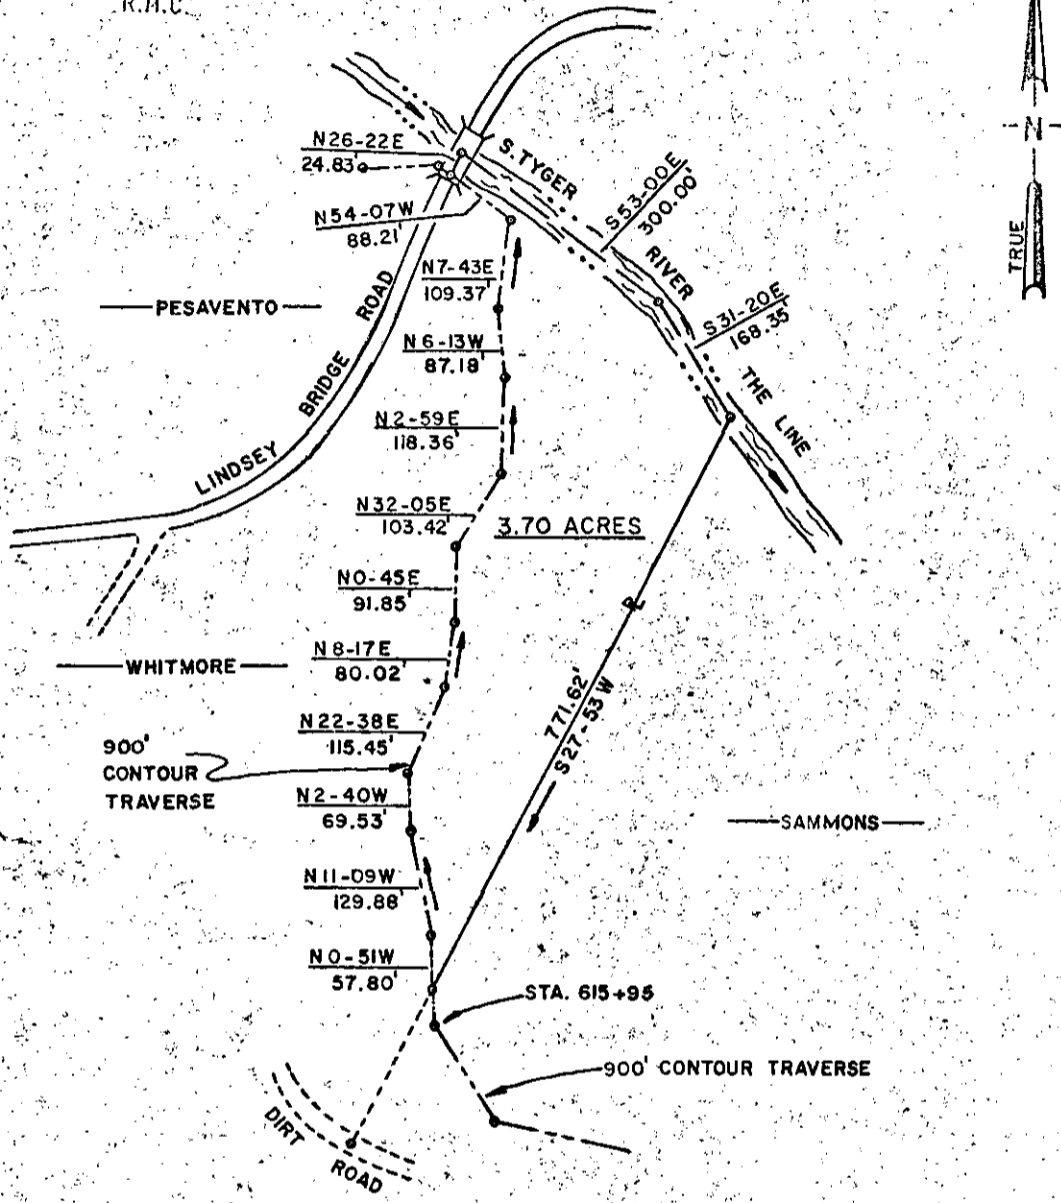 R.M.C.
N
TRUE
N26-22E
24.83'
S. TYGER
RIVER
THE LINE
S53-00E
300.00'
N54-07W
88.21'
S31-20E
168.35'
N7-43E
109.37'
PESAVENTO
LINDSEY BRIDGE ROAD
N6-13W
87.18'
N2-59E
118.36'
N32-05E
103.42'
3.70 ACRES
N0-45E
91.85'
WHITMORE
N8-17E
80.02'
771.62'
S27-53W
N22-38E
115.45'
900'
CONTOUR
TRAVERSE
N2-40W
69.53'
SAMMONS
N11-09W
129.88'
N0-51W
57.80'
STA. 615+95
900' CONTOUR TRAVERSE
DIRT ROAD